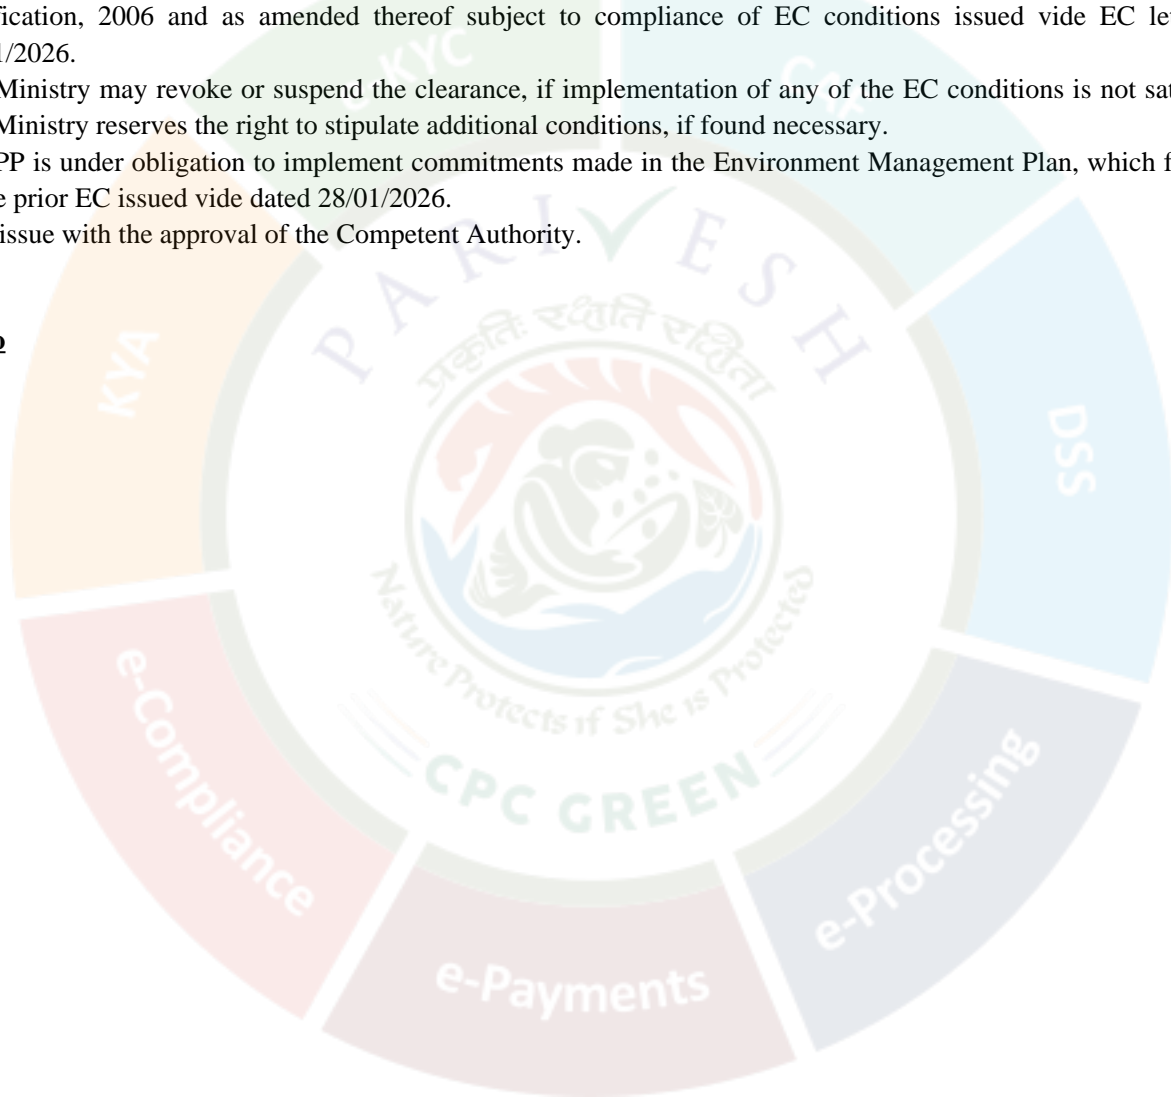 fication, 2006 and as amended thereof subject to compliance of EC conditions issued vide EC le
1/2026.
Ministry may revoke or suspend the clearance, if implementation of any of the EC conditions is not sat
Ministry reserves the right to stipulate additional conditions, if found necessary.
PP is under obligation to implement commitments made in the Environment Management Plan, which f
e prior EC issued vide dated 28/01/2026.
issue with the approval of the Competent Authority.
o
KYC
CAF
PARIVESH
प्रकृतिः रक्षति रक्षिता
KYA
DSS
Nature Protects if She is Protected
CPC GREEN
e-Compliance
e-Processing
e-Payments